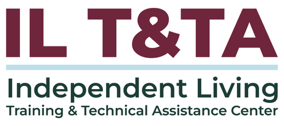 IL T&TA
Independent Living
Training & Technical Assistance Center